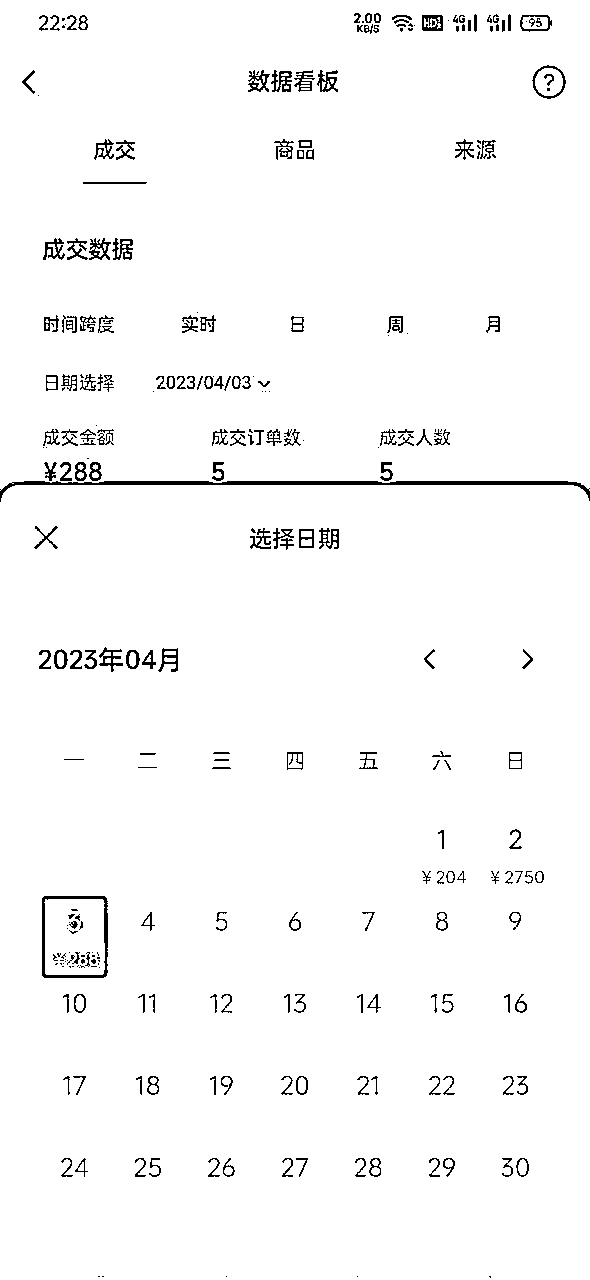 22:28 2.00 KB/S HD 4G 4G 95
数据看板 ?
成交 商品 来源
成交数据
时间跨度 实时 日 周 月
日期选择 2023/04/03
成交金额 成交订单数 成交人数
¥288 5 5
选择日期
2023年04月
一 二 三 四 五 六 日
1 2
¥204 ¥2750
3 4 5 6 7 8 9
¥288
10 11 12 13 14 15 16
17 18 19 20 21 22 23
24 25 26 27 28 29 30